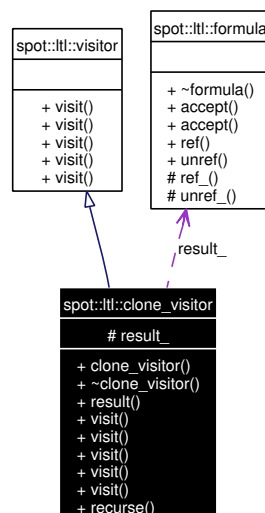 spot::ltl::visitor
+ visit()
+ visit()
+ visit()
+ visit()
+ visit()
spot::ltl::formula
+ ~formula()
+ accept()
+ accept()
+ ref()
+ unref()
# ref_()
# unref_()
result_
spot::ltl::clone_visitor
# result_
+ clone_visitor()
+ ~clone_visitor()
+ result()
+ visit()
+ visit()
+ visit()
+ visit()
+ visit()
+ recurse()